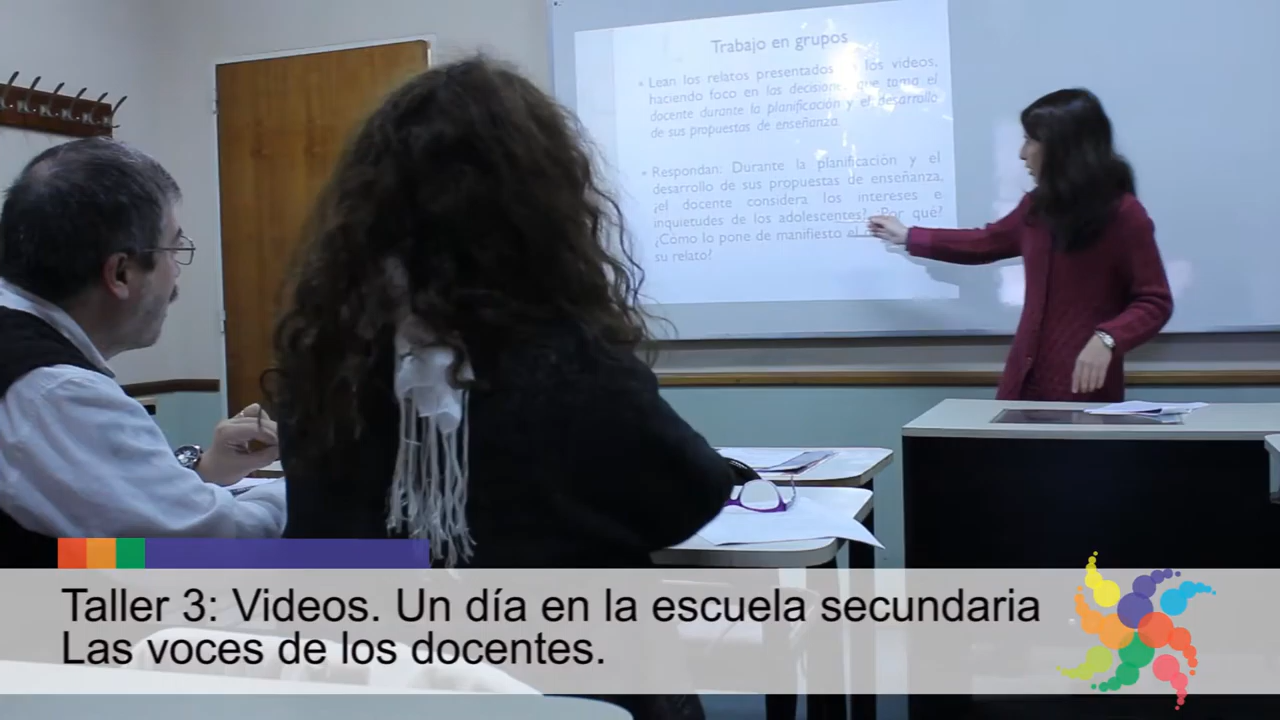 Trabajo en grupos
• Lean los relatos presentados los videos,
haciendo foco en las que toma el
docente durante la planificación y el desarrollo
de sus propuestas de enseñanza.
• Respondan: Durante la planificación y el
desarrollo de sus propuestas de enseñanza,
¿el docente considera los intereses e
inquietudes de los adolescentes? ¿Por qué?
¿Cómo lo pone de manifiesto
su relato?
Taller 3: Videos. Un día en la escuela secundaria
Las voces de los docentes.